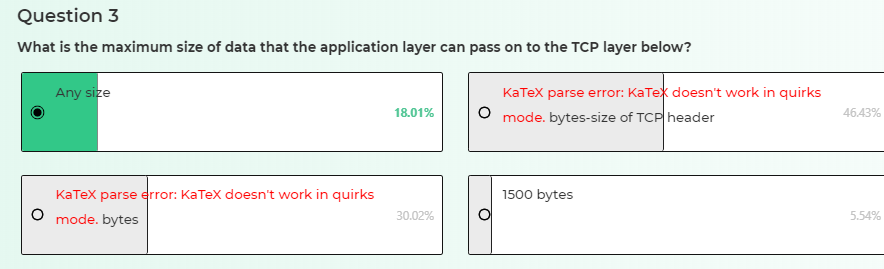 Question 3
What is the maximum size of data that the application layer can pass on to the TCP layer below?
Any size
18.01%
KaTeX parse error: KaTeX doesn't work in quirks
mode. bytes-size of TCP header
46.43%
KaTeX parse error: KaTeX doesn't work in quirks
mode. bytes
30.02%
1500 bytes
5.54%